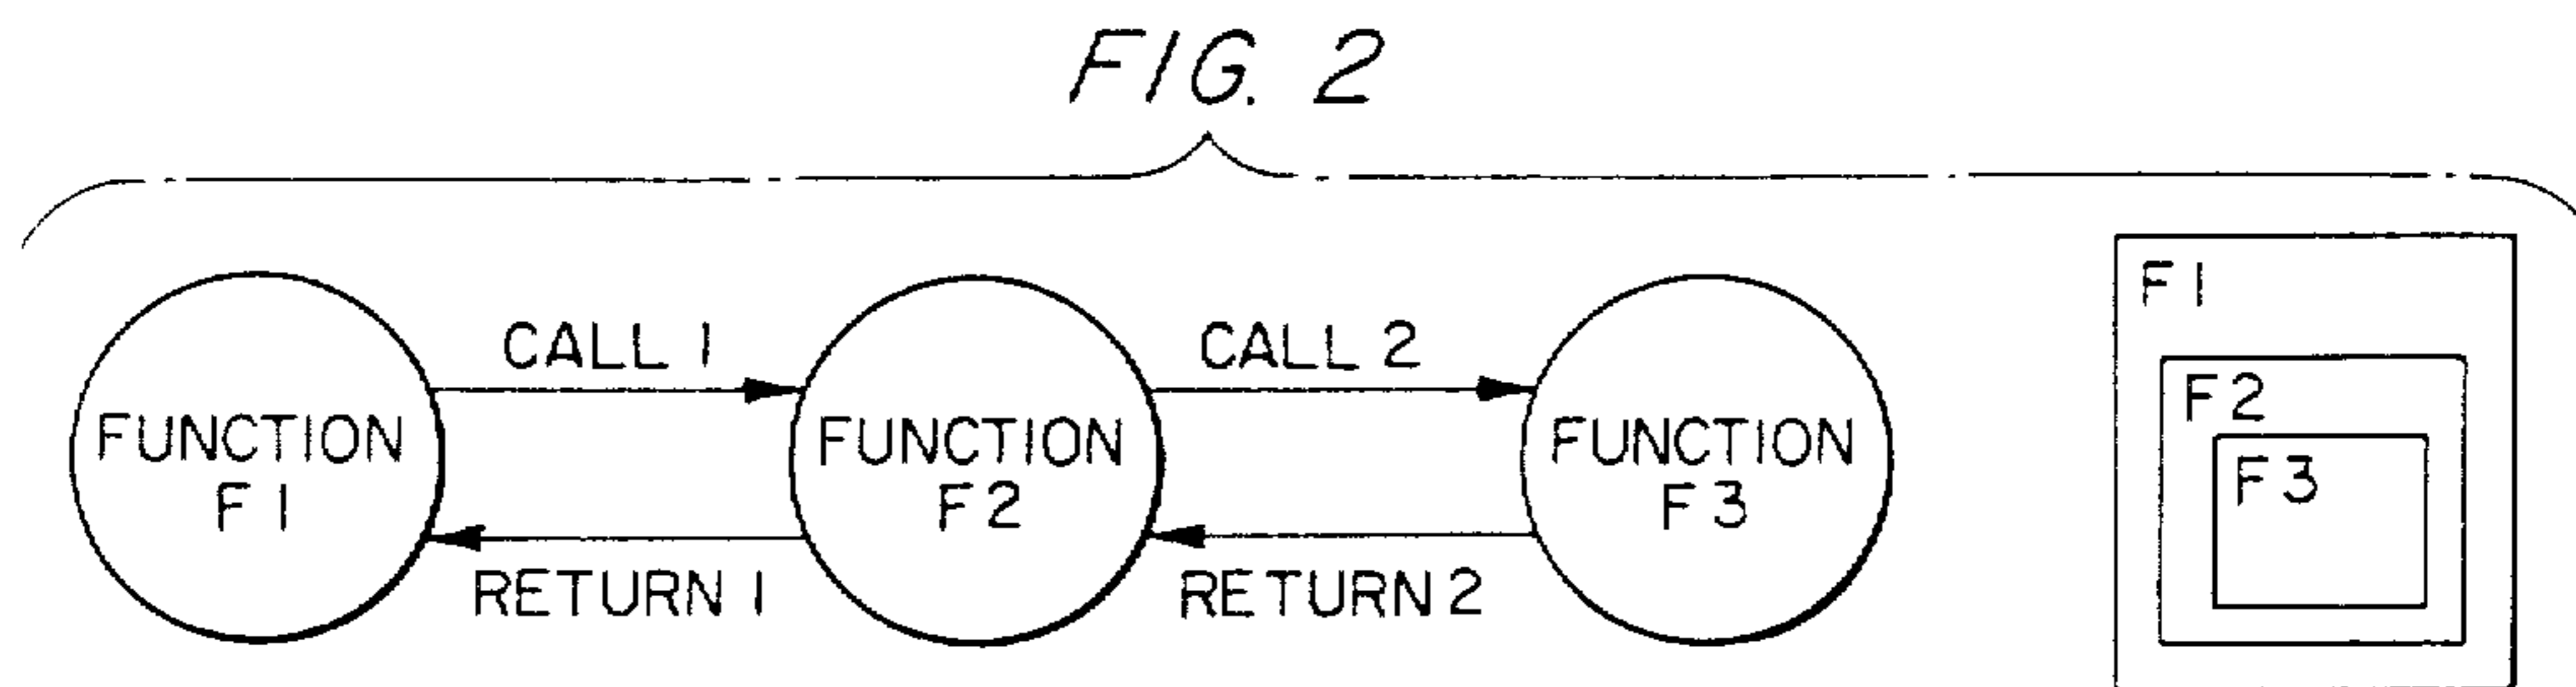 FIG. 2
CALL 1
FUNCTION
F1
RETURN 1
CALL 2
FUNCTION
F2
RETURN 2
FUNCTION
F3
F1
F2
F3